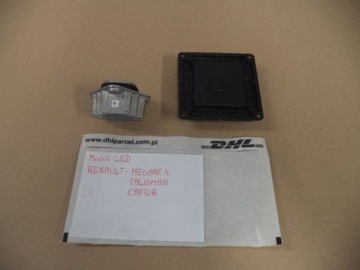 www.dhlparcel.com.pl
DHL
Moduł LED
RENAULT - MEGANE 4
TALISMAN
CAPTUR